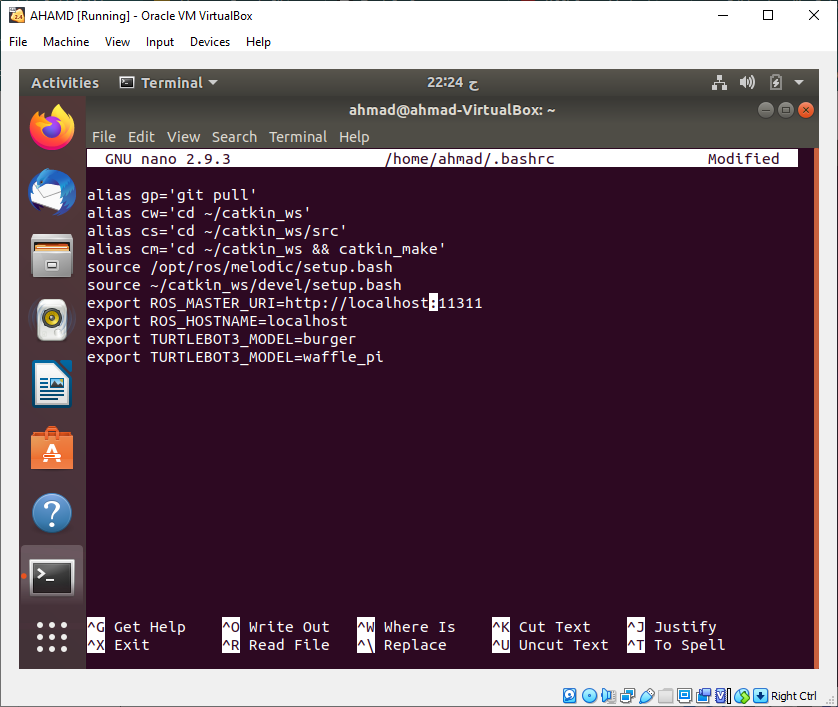 AHAMD [Running] - Oracle VM VirtualBox
File Machine View Input Devices Help
Activities Terminal 22:24 ج
ahmad@ahmad-VirtualBox: ~
File Edit View Search Terminal Help
GNU nano 2.9.3 /home/ahmad/.bashrc Modified
alias gp='git pull'
alias cw='cd ~/catkin_ws'
alias cs='cd ~/catkin_ws/src'
alias cm='cd ~/catkin_ws && catkin_make'
source /opt/ros/melodic/setup.bash
source ~/catkin_ws/devel/setup.bash
export ROS_MASTER_URI=http://localhost:11311
export ROS_HOSTNAME=localhost
export TURTLEBOT3_MODEL=burger
export TURTLEBOT3_MODEL=waffle_pi
^G Get Help ^O Write Out ^W Where Is ^K Cut Text ^J Justify
^X Exit ^R Read File ^\ Replace ^U Uncut Text ^T To Spell
Right Ctrl